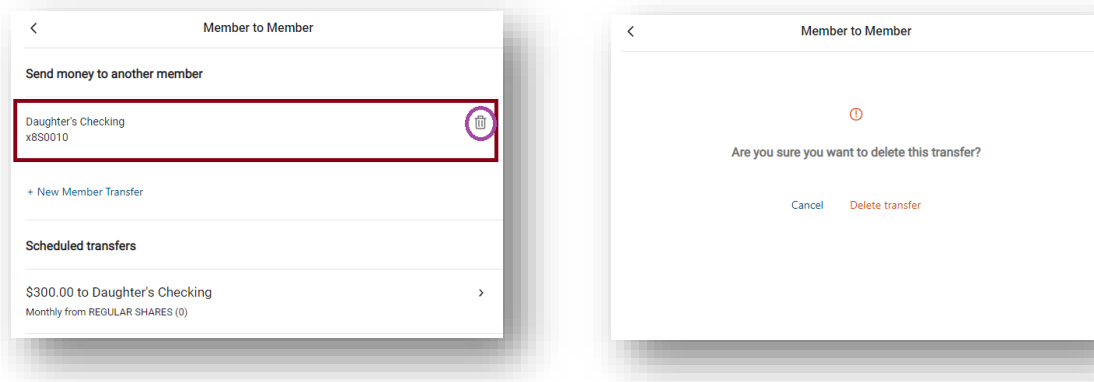 Member to Member
Send money to another member
Daughter's Checking
x8S0010
+ New Member Transfer
Scheduled transfers
$300.00 to Daughter's Checking
Monthly from REGULAR SHARES (0)
Member to Member
Are you sure you want to delete this transfer?
Cancel Delete transfer